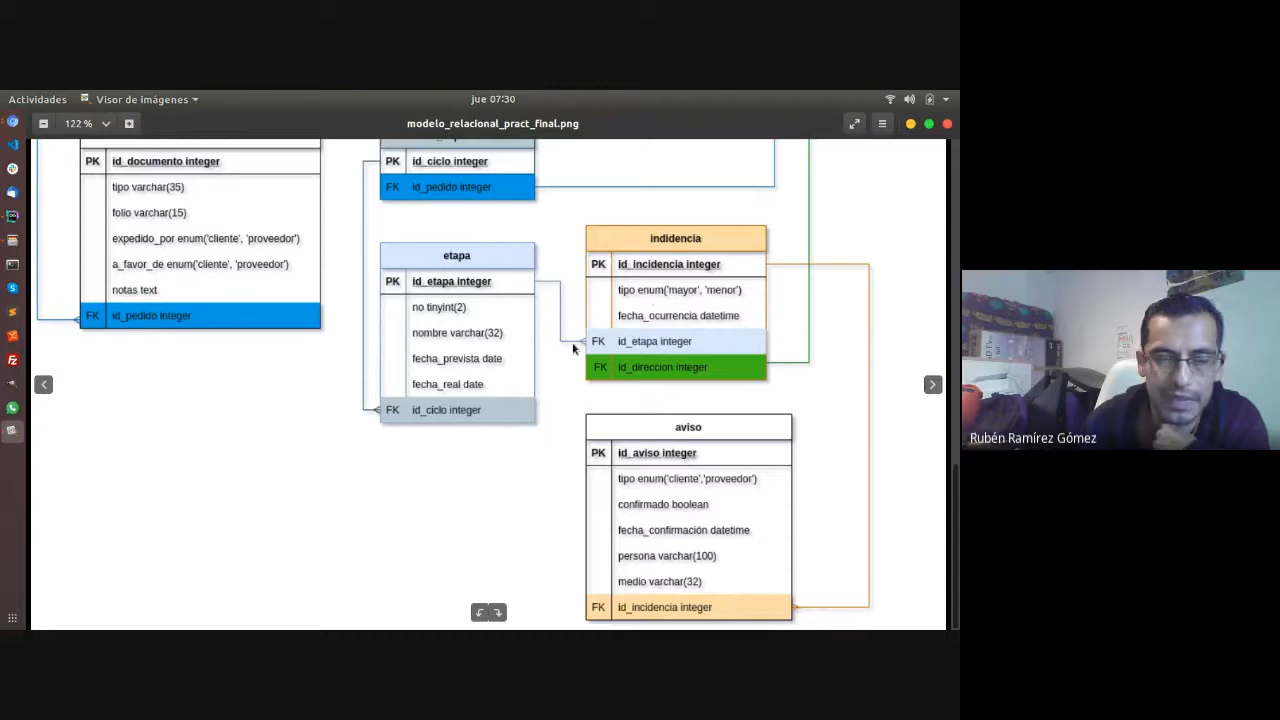 Actividades
Visor de imágenes
jue 07:30
122 %
modelo_relacional_pract_final.png
PK id_documento integer
tipo varchar(35)
folio varchar(15)
expedido_por enum('cliente', 'proveedor')
a_favor_de enum('cliente', 'proveedor')
notas text
FK id_pedido integer
PK id_ciclo integer
FK id_pedido integer
etapa
PK id_etapa integer
no tinyint(2)
nombre varchar(32)
fecha_prevista date
fecha_real date
FK id_ciclo integer
indidencia
PK id_incidencia integer
tipo enum('mayor', 'menor')
fecha_ocurrencia datetime
FK id_etapa integer
FK id_direccion integer
aviso
PK id_aviso integer
tipo enum('cliente','proveedor')
confirmado boolean
fecha_confirmación datetime
persona varchar(100)
medio varchar(32)
FK id_incidencia integer
Rubén Ramírez Gómez